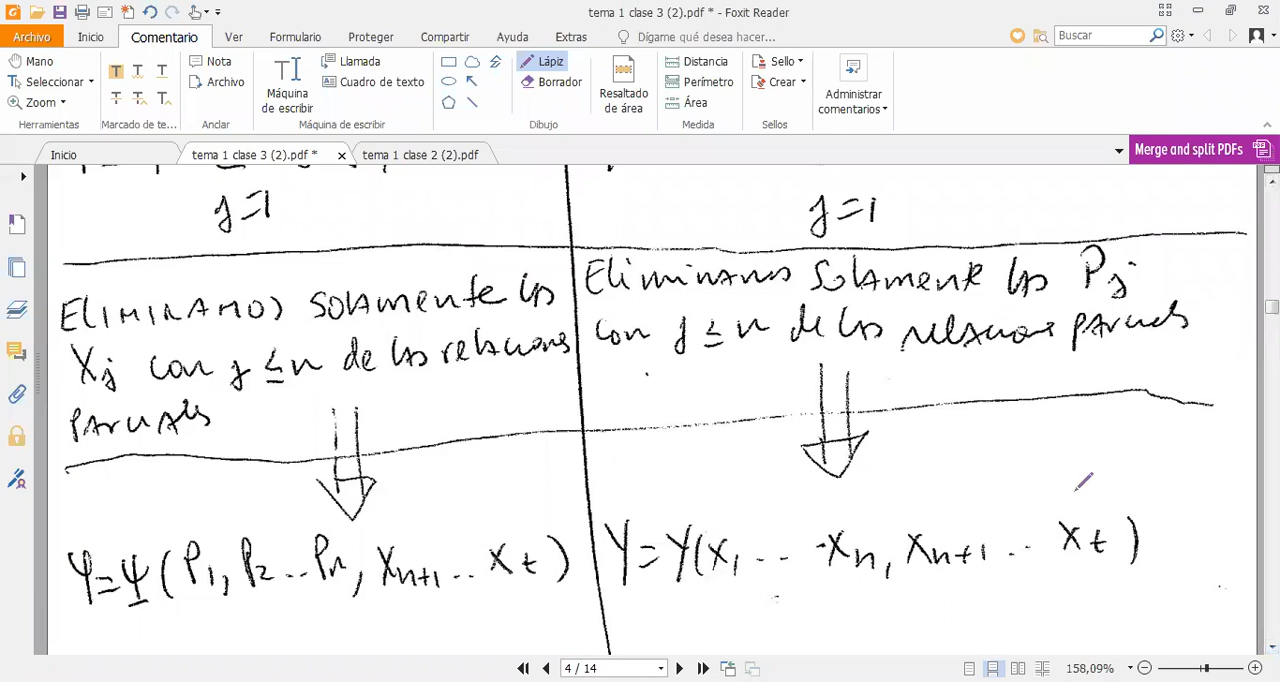 tema 1 clase 3 (2).pdf * - Foxit Reader
Archivo Inicio Comentario Ver Formulario Proteger Compartir Ayuda Extras Dígame qué desea hacer... Buscar
Mano
Seleccionar
Zoom
Herramientas
T T T
T T T
Marcado de te...
Nota
Archivo
Anclar
Máquina de escribir
Llamada
Cuadro de texto
Máquina de escribir
Lápiz
Borrador
Dibujo
Resaltado de área
Distancia
Perímetro
Área
Medida
Sello
Crear
Sellos
Administrar comentarios
Inicio tema 1 clase 3 (2).pdf * tema 1 clase 2 (2).pdf Merge and split PDFs
j=1
ELIMINAMOS SOLAMENTE las
Xj con j ≤ n de las relaciones
PARCIALES
Ψ=Ψ(P1, P2 ... Pn, Xn+1 .. Xt)
j=1
Eliminamos Solamente las Pj
con j ≤ n de las relaciones parciales
Y=Y(X1 ... Xn, Xn+1 .. Xt)
4 / 14
158,09%